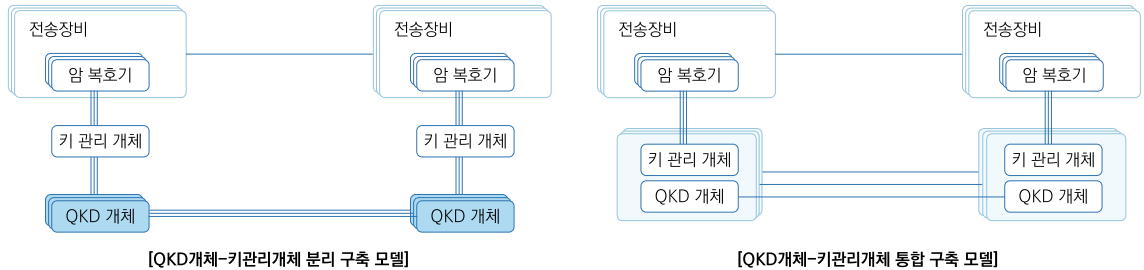 전송장비
암 복호기
키 관리 개체
QKD 개체
전송장비
암 복호기
키 관리 개체
QKD 개체
[QKD개체-키관리개체 분리 구축 모델]
전송장비
암 복호기
키 관리 개체
QKD 개체
전송장비
암 복호기
키 관리 개체
QKD 개체
[QKD개체-키관리개체 통합 구축 모델]